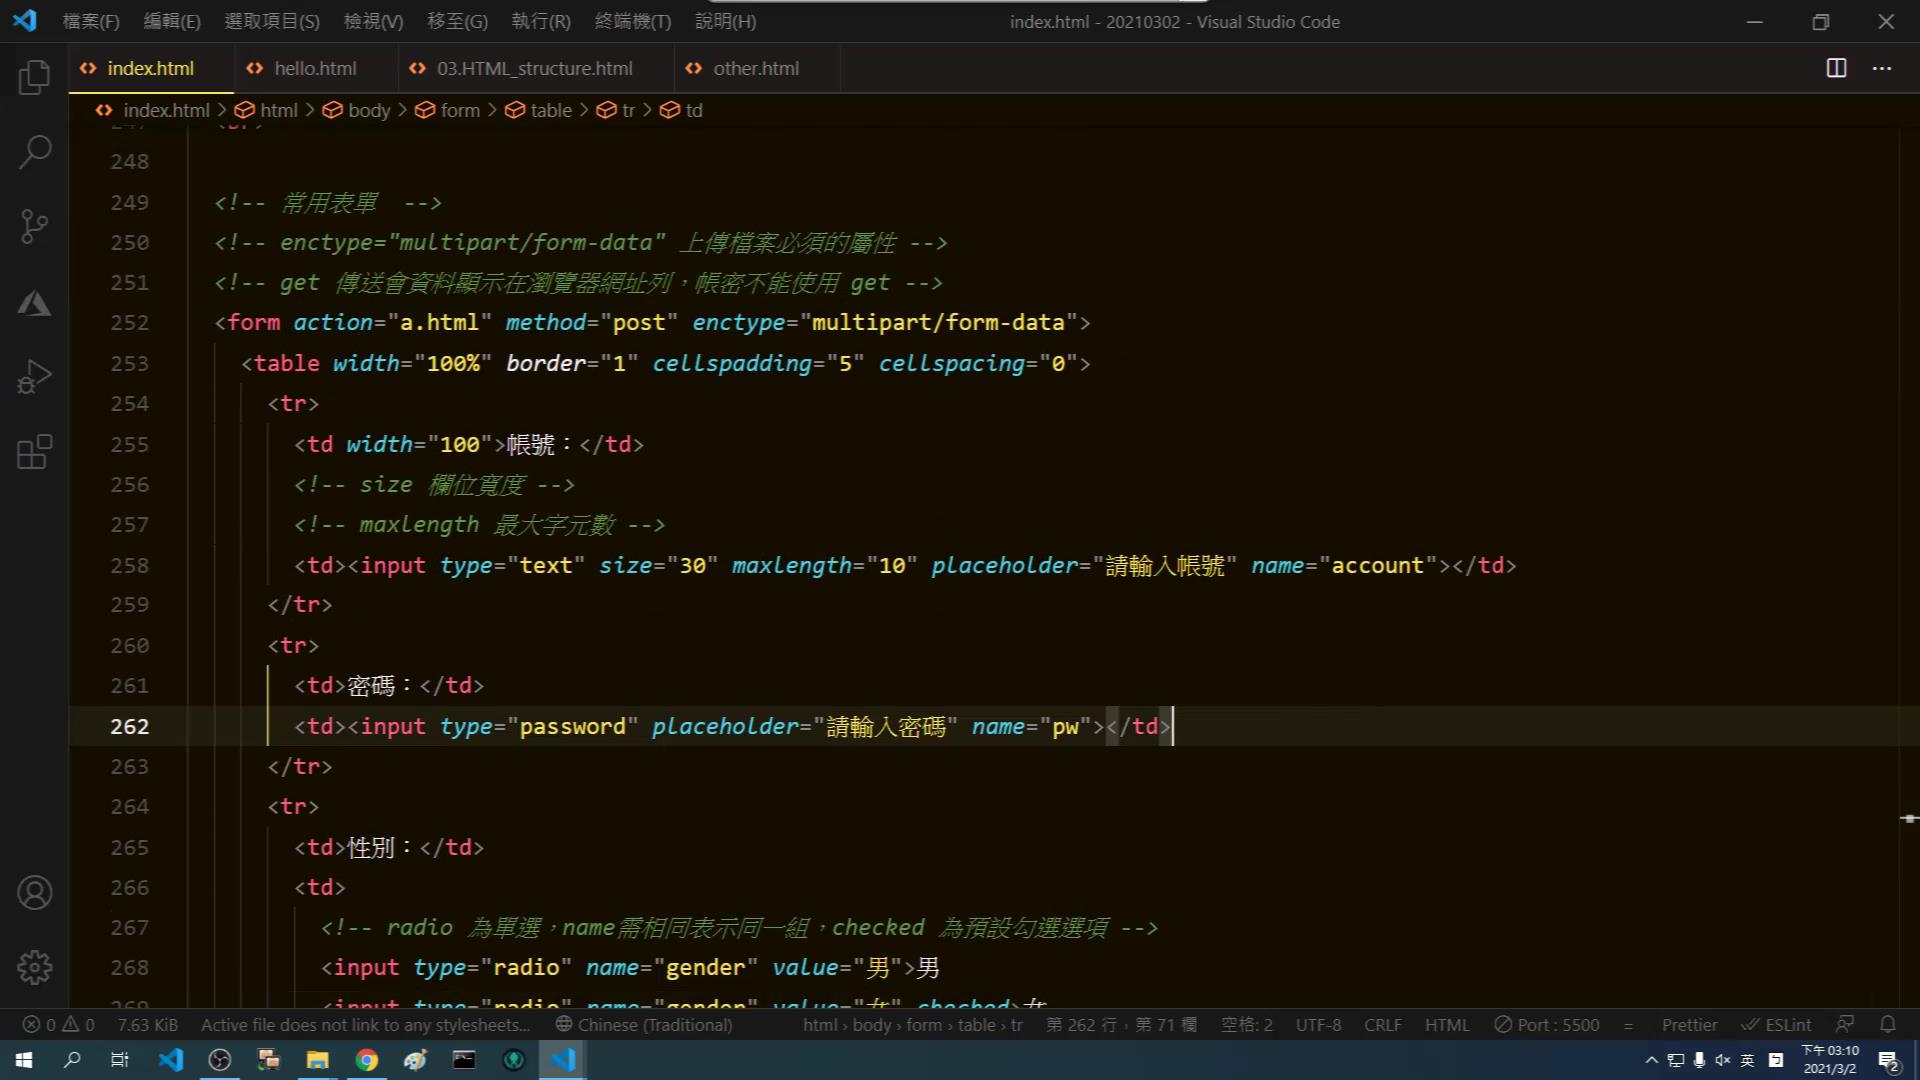 檔案(F) 編輯(E) 選取項目(S) 檢視(V) 移至(G) 執行(R) 終端機(T) 說明(H) index.html - 20210302 - Visual Studio Code
index.html hello.html 03.HTML_structure.html other.html
index.html html body form table tr td
248
249 <!-- 常用表單  -->
250 <!-- enctype="multipart/form-data" 上傳檔案必須的屬性 -->
251 <!-- get 傳送會資料顯示在瀏覽器網址列，帳密不能使用 get -->
252 <form action="a.html" method="post" enctype="multipart/form-data">
253 <table width="100%" border="1" cellspadding="5" cellspacing="0">
254 <tr>
255 <td width="100">帳號：</td>
256 <!-- size 欄位寬度 -->
257 <!-- maxlength 最大字元數 -->
258 <td><input type="text" size="30" maxlength="10" placeholder="請輸入帳號" name="account"></td>
259 </tr>
260 <tr>
261 <td>密碼：</td>
262 <td><input type="password" placeholder="請輸入密碼" name="pw"></td>
263 </tr>
264 <tr>
265 <td>性別：</td>
266 <td>
267 <!-- radio 為單選，name需相同表示同一組，checked 為預設勾選選項 -->
268 <input type="radio" name="gender" value="男">男
269 <input type="radio" name="gender" value="女" checked>女
0 0 7.63 KiB Active file does not link to any stylesheets... Chinese (Traditional) html › body › form › table › tr 第 262 行，第 71 欄 空格: 2 UTF-8 CRLF HTML Port : 5500 = Prettier ESLint
英 下午 03:10
2021/3/2 2